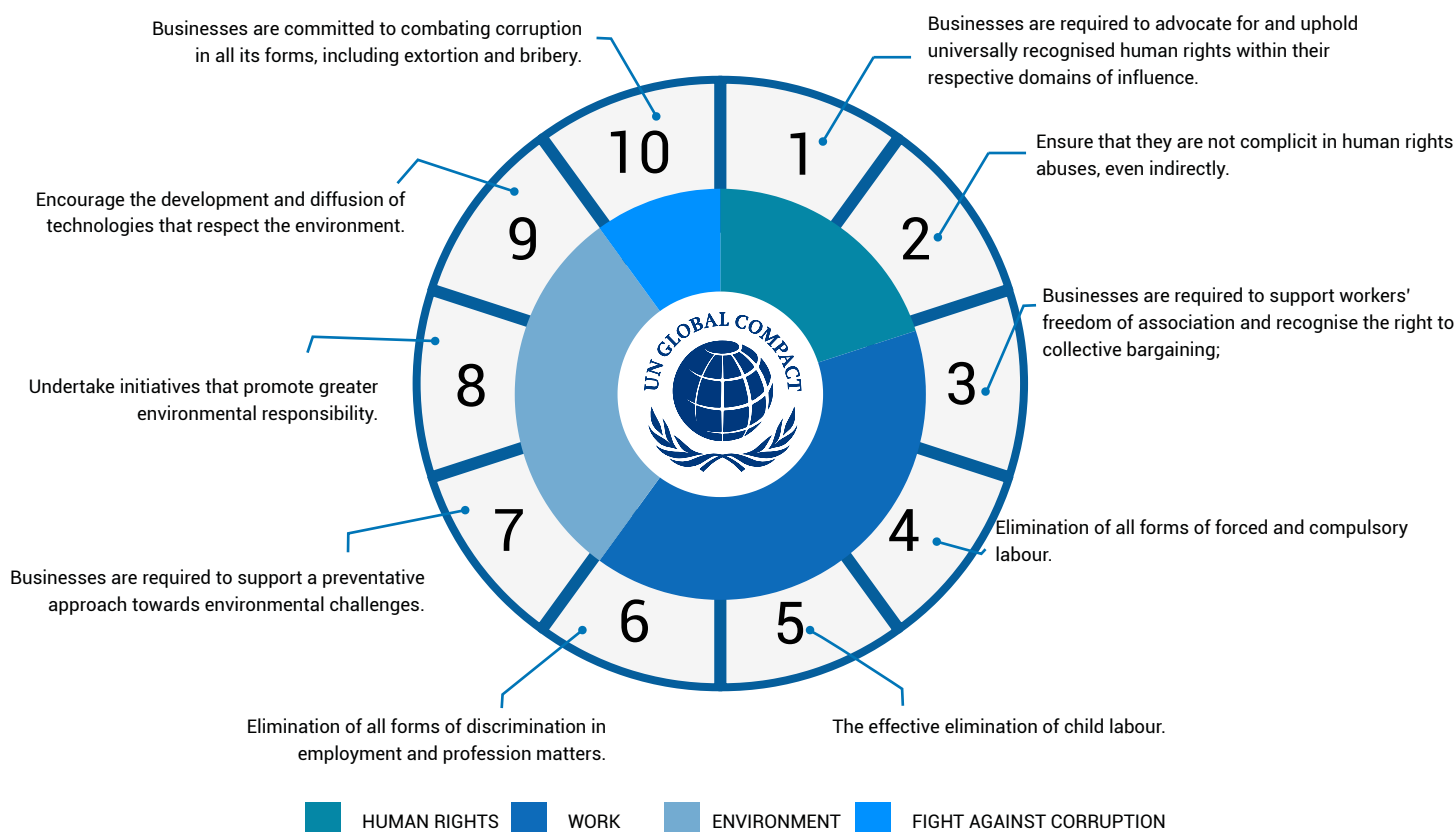 Businesses are required to advocate for and uphold
universally recognised human rights within their
respective domains of influence.
1
Ensure that they are not complicit in human rights
abuses, even indirectly.
2
Businesses are required to support workers'
freedom of association and recognise the right to
collective bargaining;
3
Elimination of all forms of forced and compulsory
labour.
4
The effective elimination of child labour.
5
Elimination of all forms of discrimination in
employment and profession matters.
6
Businesses are required to support a preventative
approach towards environmental challenges.
7
Undertake initiatives that promote greater
environmental responsibility.
8
Encourage the development and diffusion of
technologies that respect the environment.
9
Businesses are committed to combating corruption
in all its forms, including extortion and bribery.
10
UN GLOBAL COMPACT
HUMAN RIGHTS
WORK
ENVIRONMENT
FIGHT AGAINST CORRUPTION